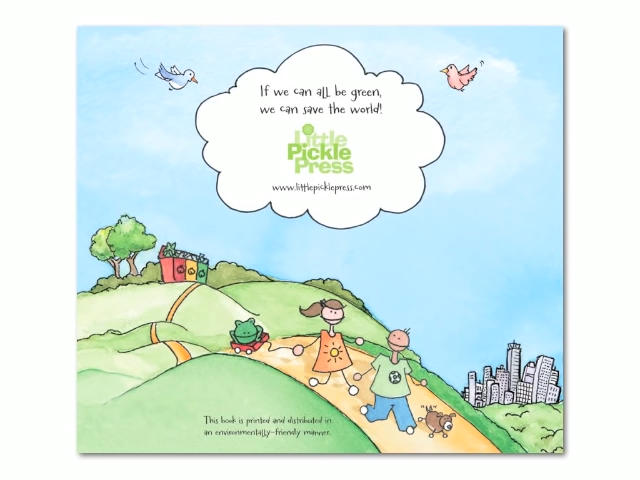 If we can all be green,
we can save the world!
Little
Pickle
Press
www.littlepicklepress.com
This book is printed and distributed in
an environmentally-friendly manner.